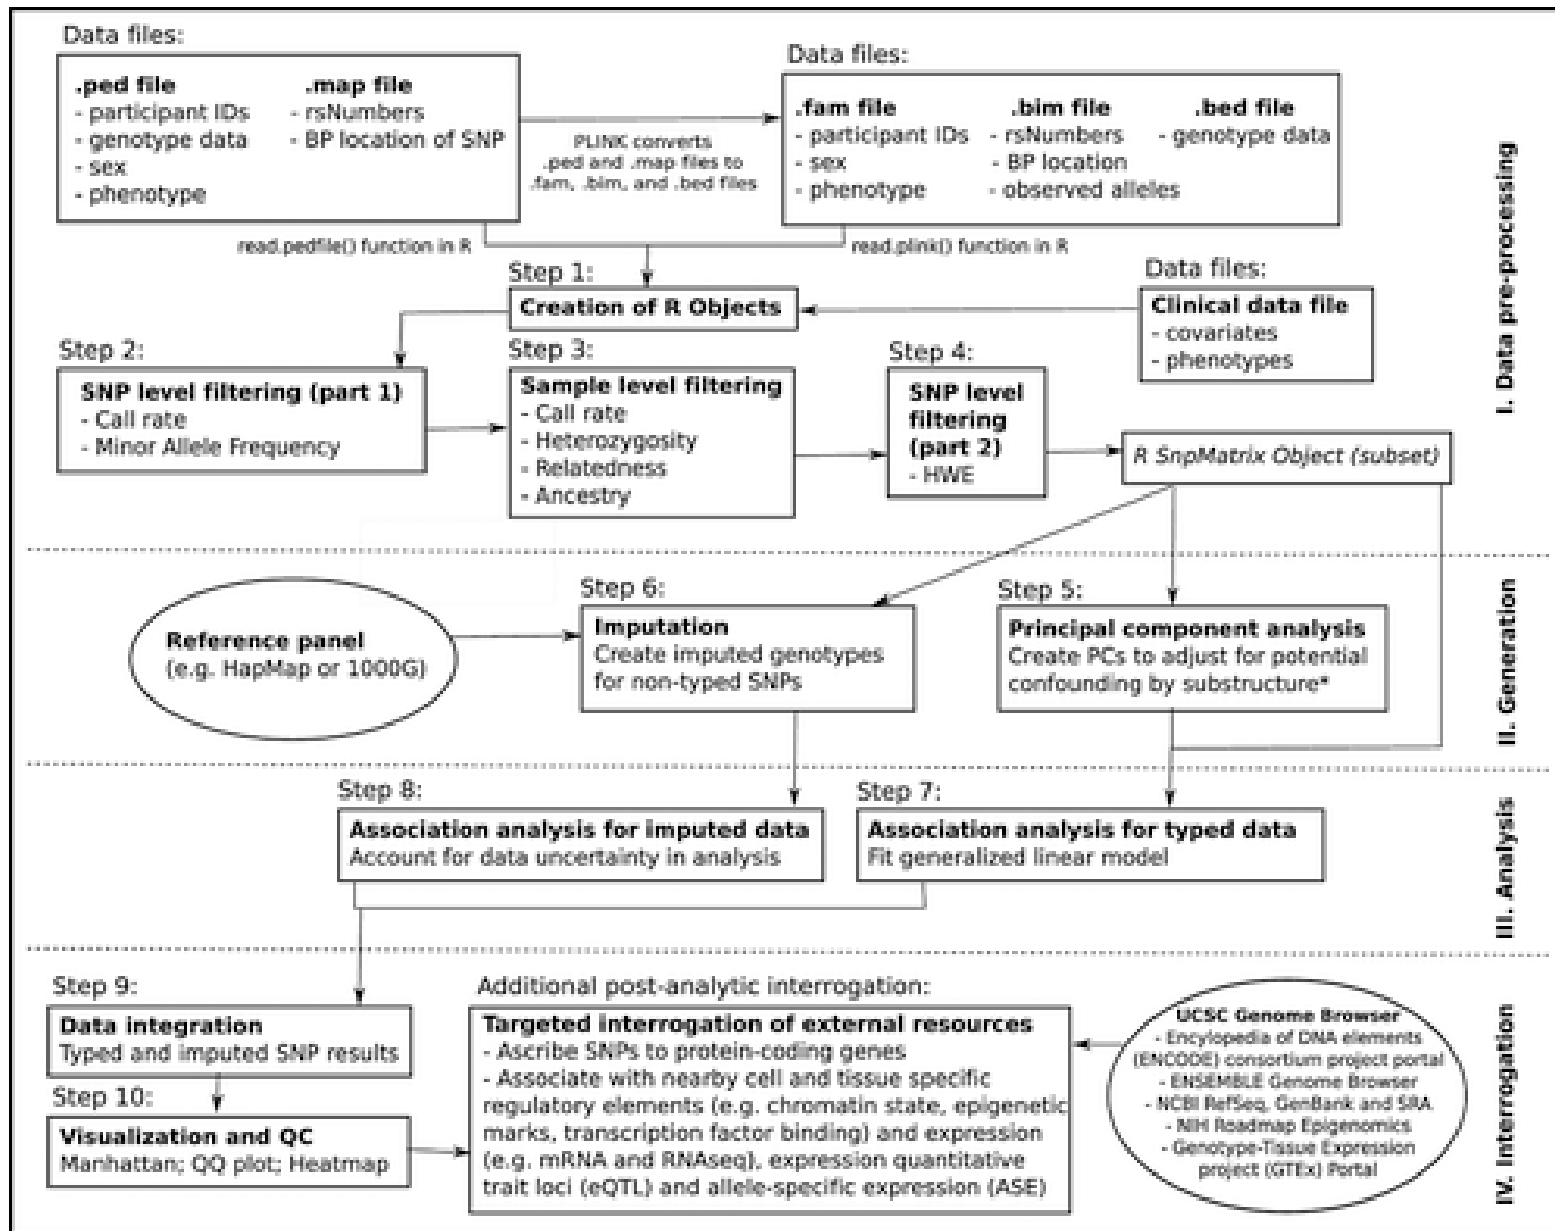 Data files:
.ped file
- participant IDs
- genotype data
- sex
- phenotype
.map file
- rsNumbers
- BP location of SNP
PLINK converts
.ped and .map files to
.fam, .bim, and .bed files
Data files:
.fam file
- participant IDs
- sex
- phenotype
.bim file
- rsNumbers
- BP location
- observed alleles
.bed file
- genotype data
read.pedfile() function in R
read.plink() function in R
Step 1:
Creation of R Objects
Data files:
Clinical data file
- covariates
- phenotypes
Step 2:
SNP level filtering (part 1)
- Call rate
- Minor Allele Frequency
Step 3:
Sample level filtering
- Call rate
- Heterozygosity
- Relatedness
- Ancestry
Step 4:
SNP level
filtering
(part 2)
- HWE
R SnpMatrix Object (subset)
I. Data pre-processing
Reference panel
(e.g. HapMap or 1000G)
Step 6:
Imputation
Create imputed genotypes
for non-typed SNPs
Step 5:
Principal component analysis
Create PCs to adjust for potential
confounding by substructure*
II. Generation
Step 8:
Association analysis for imputed data
Account for data uncertainty in analysis
Step 7:
Association analysis for typed data
Fit generalized linear model
III. Analysis
Step 9:
Data integration
Typed and imputed SNP results
Step 10:
Visualization and QC
Manhattan; QQ plot; Heatmap
Additional post-analytic interrogation:
Targeted interrogation of external resources
- Ascribe SNPs to protein-coding genes
- Associate with nearby cell and tissue specific
regulatory elements (e.g. chromatin state, epigenetic
marks, transcription factor binding) and expression
(e.g. mRNA and RNAseq), expression quantitative
trait loci (eQTL) and allele-specific expression (ASE)
UCSC Genome Browser
- Encylopedia of DNA elements
(ENCODE) consortium project portal
- ENSEMBLE Genome Browser
- NCBI RefSeq, GenBank and SRA
- NIH Roadmap Epigenomics
- Genotype-Tissue Expression
project (GTEx) Portal
IV. Interrogation